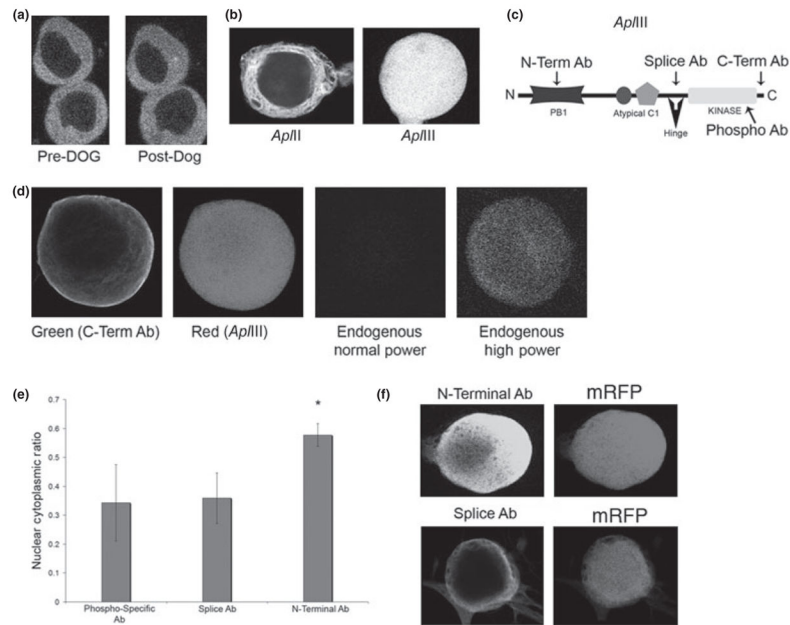 (a)
Pre-DOG
Post-Dog
(b)
AplII
AplIII
(c)
AplIII
N-Term Ab
Splice Ab
C-Term Ab
N
C
PB1
Atypical C1
KINASE
Hinge
Phospho Ab
(d)
Green (C-Term Ab)
Red (AplIII)
Endogenous
normal power
Endogenous
high power
(e)
Nuclear cytoplasmic ratio
0.7
0.6
0.5
0.4
0.3
0.2
0.1
0
*
Phospho-Specific
Ab
Splice Ab
N-Terminal Ab
(f)
N-Terminal Ab
mRFP
Splice Ab
mRFP